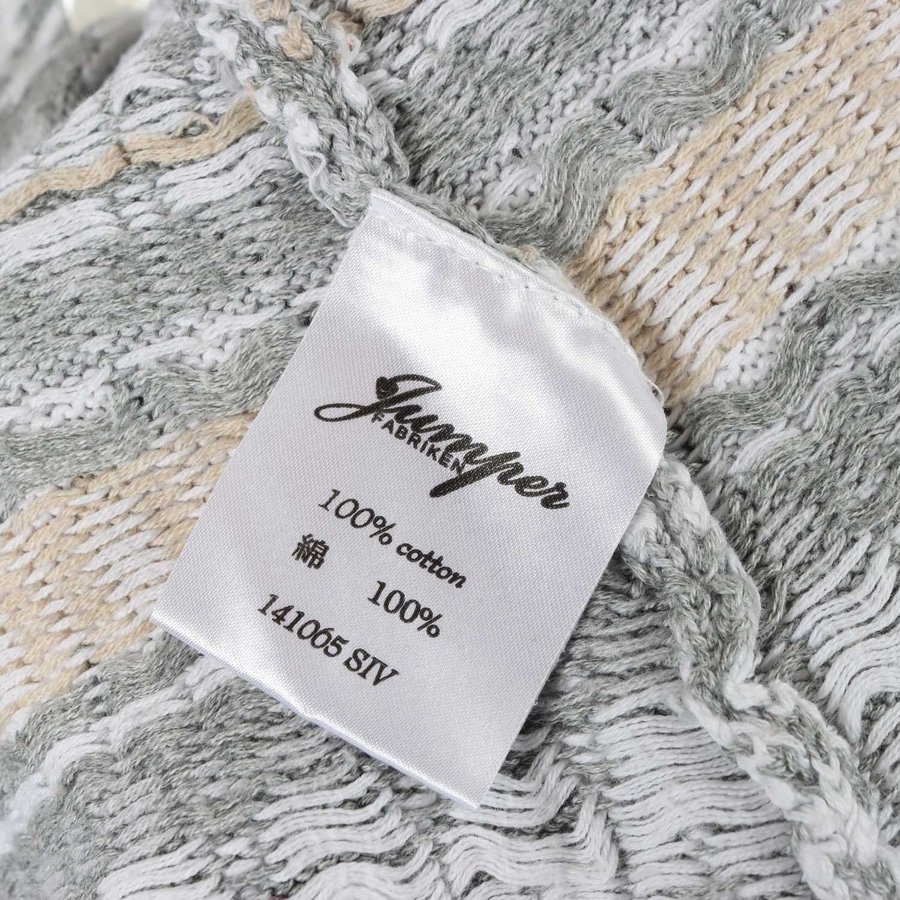 Jumper
FABRIKEN
100% cotton
綿 100%
141065 SIV